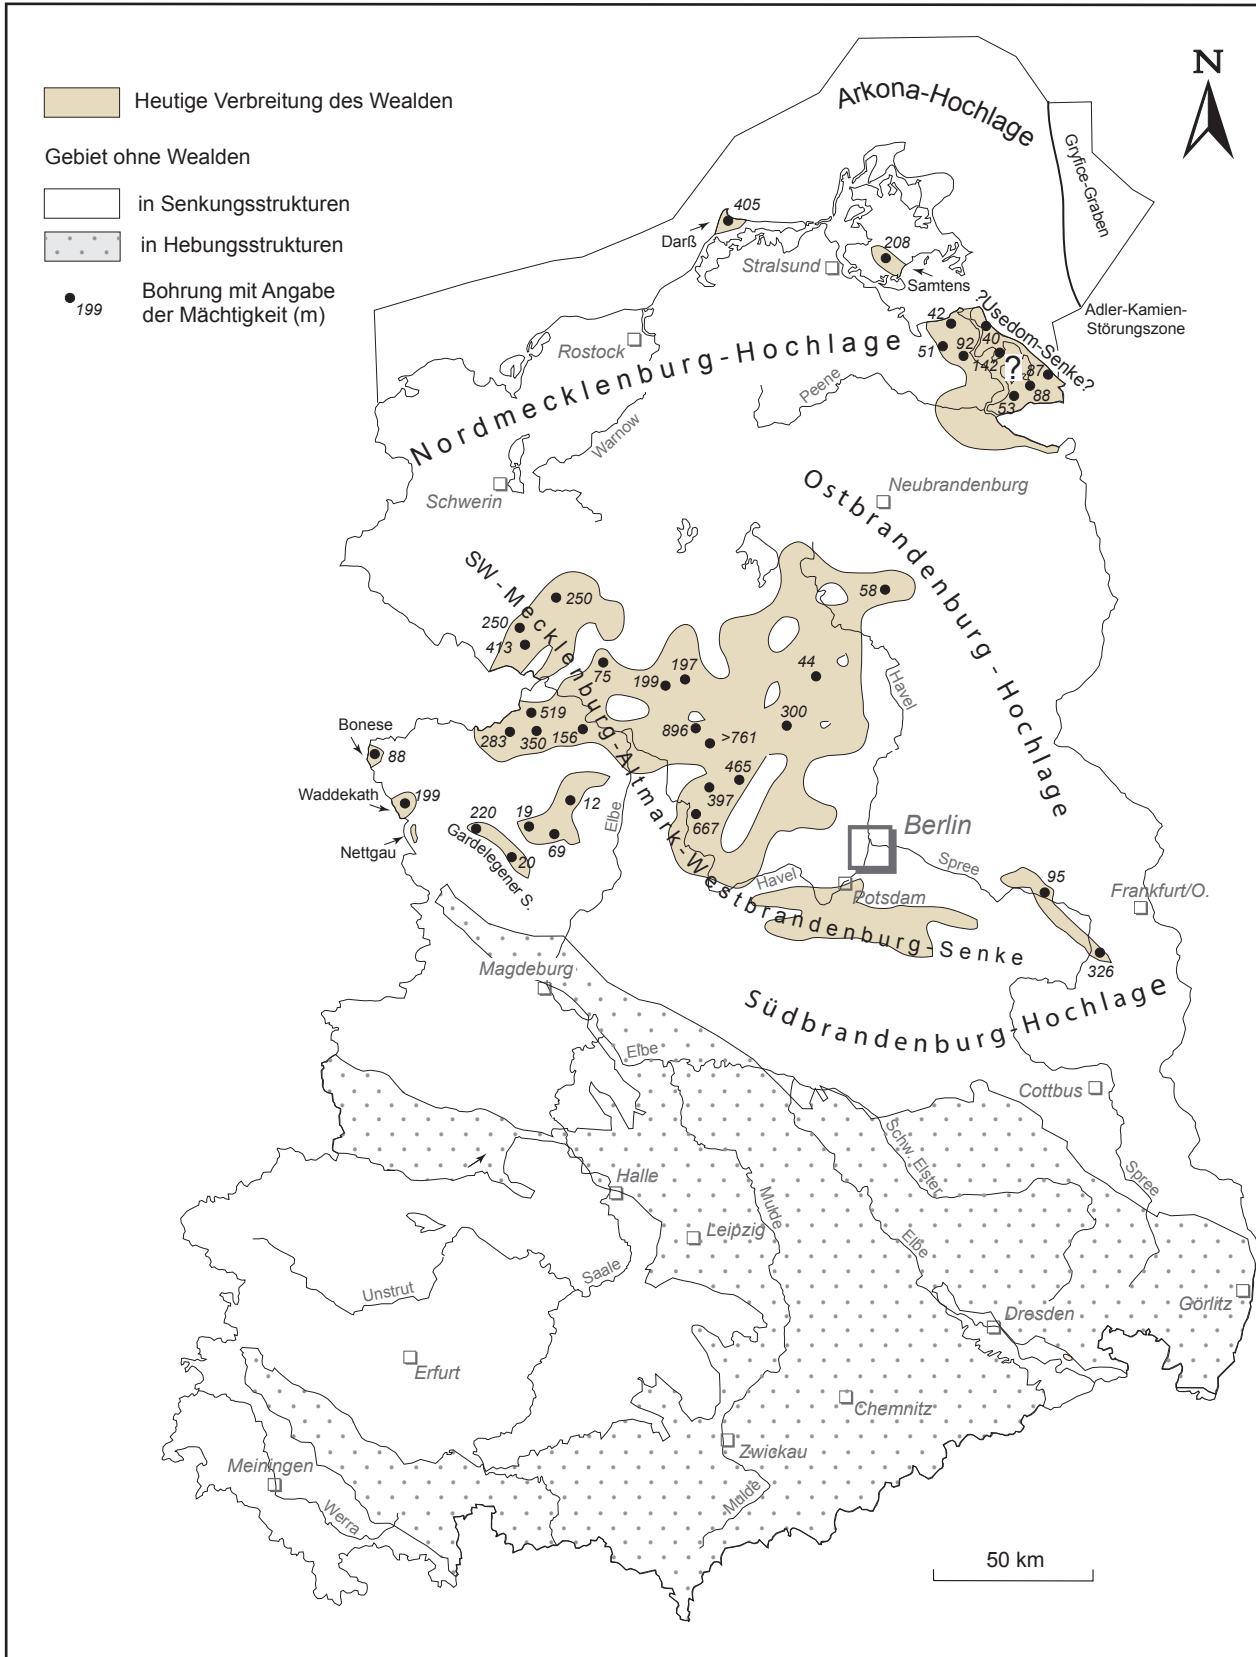 Heutige Verbreitung des Wealden
Gebiet ohne Wealden
in Senkungsstrukturen
in Hebungsstrukturen
199
Bohrung mit Angabe
der Mächtigkeit (m)
N
Arkona-Hochlage
Gryfice-Graben
Adler-Kamien-
Störungszone
405
Darß
Stralsund
208
Samtens
?Usedom-Senke?
42
40
51
92
142
?
87
88
53
Rostock
Nordmecklenburg-Hochlage
Peene
Warnow
Schwerin
Neubrandenburg
Ostbrandenburg-Hochlage
SW-Mecklenburg-Altmark-Westbrandenburg-Senke
250
250
413
58
75
197
199
44
Havel
519
283
350
156
896
>761
300
Bonese
88
465
397
667
Waddekath
199
Nettgau
12
19
69
220
20
Gardelegener S.
Elbe
Berlin
Spree
Havel
Potsdam
95
Frankfurt/O.
326
Südbrandenburg-Hochlage
Magdeburg
Elbe
Cottbus
Schw. Elster
Spree
Halle
Mulde
Leipzig
Elbe
Saale
Unstrut
Görlitz
Dresden
Erfurt
Chemnitz
Zwickau
Meiningen
Mulde
Werra
50 km